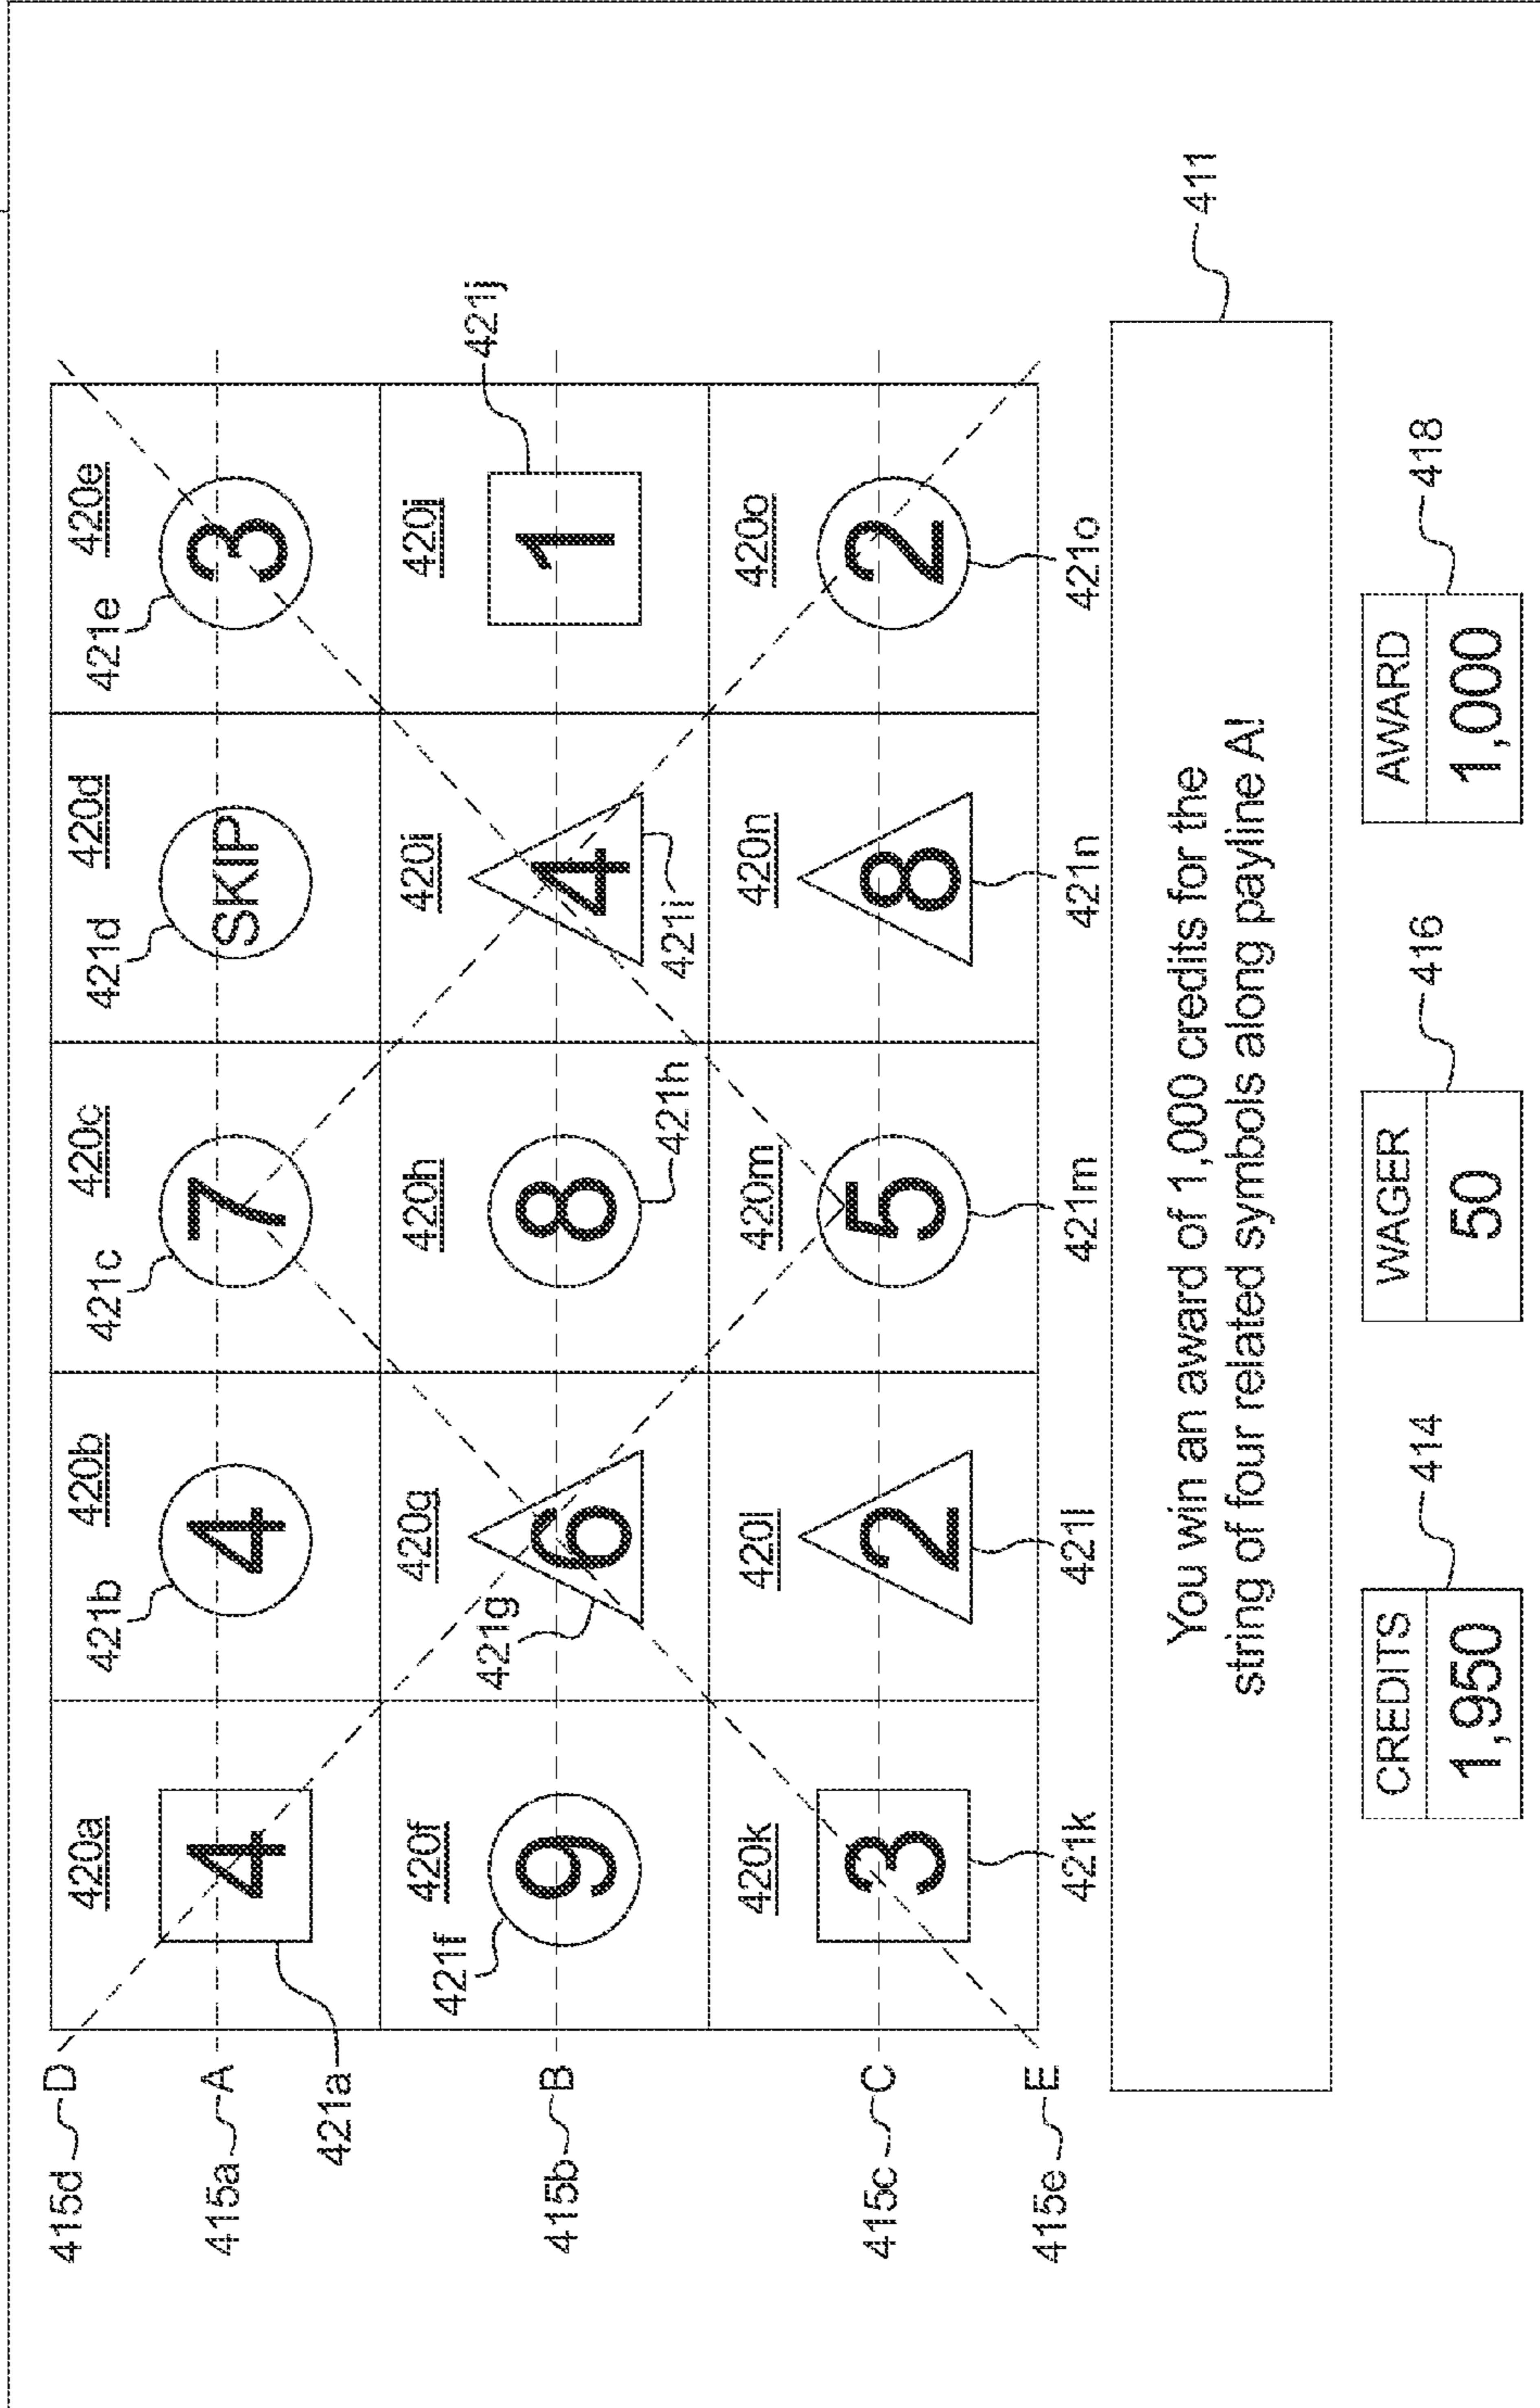 415d D
415a A
421a
415b B
415c C
415e E
420a 421b 420b 421c 420c 421d 420d 421e 420e
4 4 7 SKIP 3
420f 420g 420h 420i 420j 421j
421f 9 421g 6 8 421h 4 421i 1
420k 420l 420m 420n 420o
3 2 5 8 2
421k 421l 421m 421n 421o
You win an award of 1,000 credits for the
string of four related symbols along payline A!
411
CREDITS 414 WAGER 416 AWARD 418
1,950 50 1,000